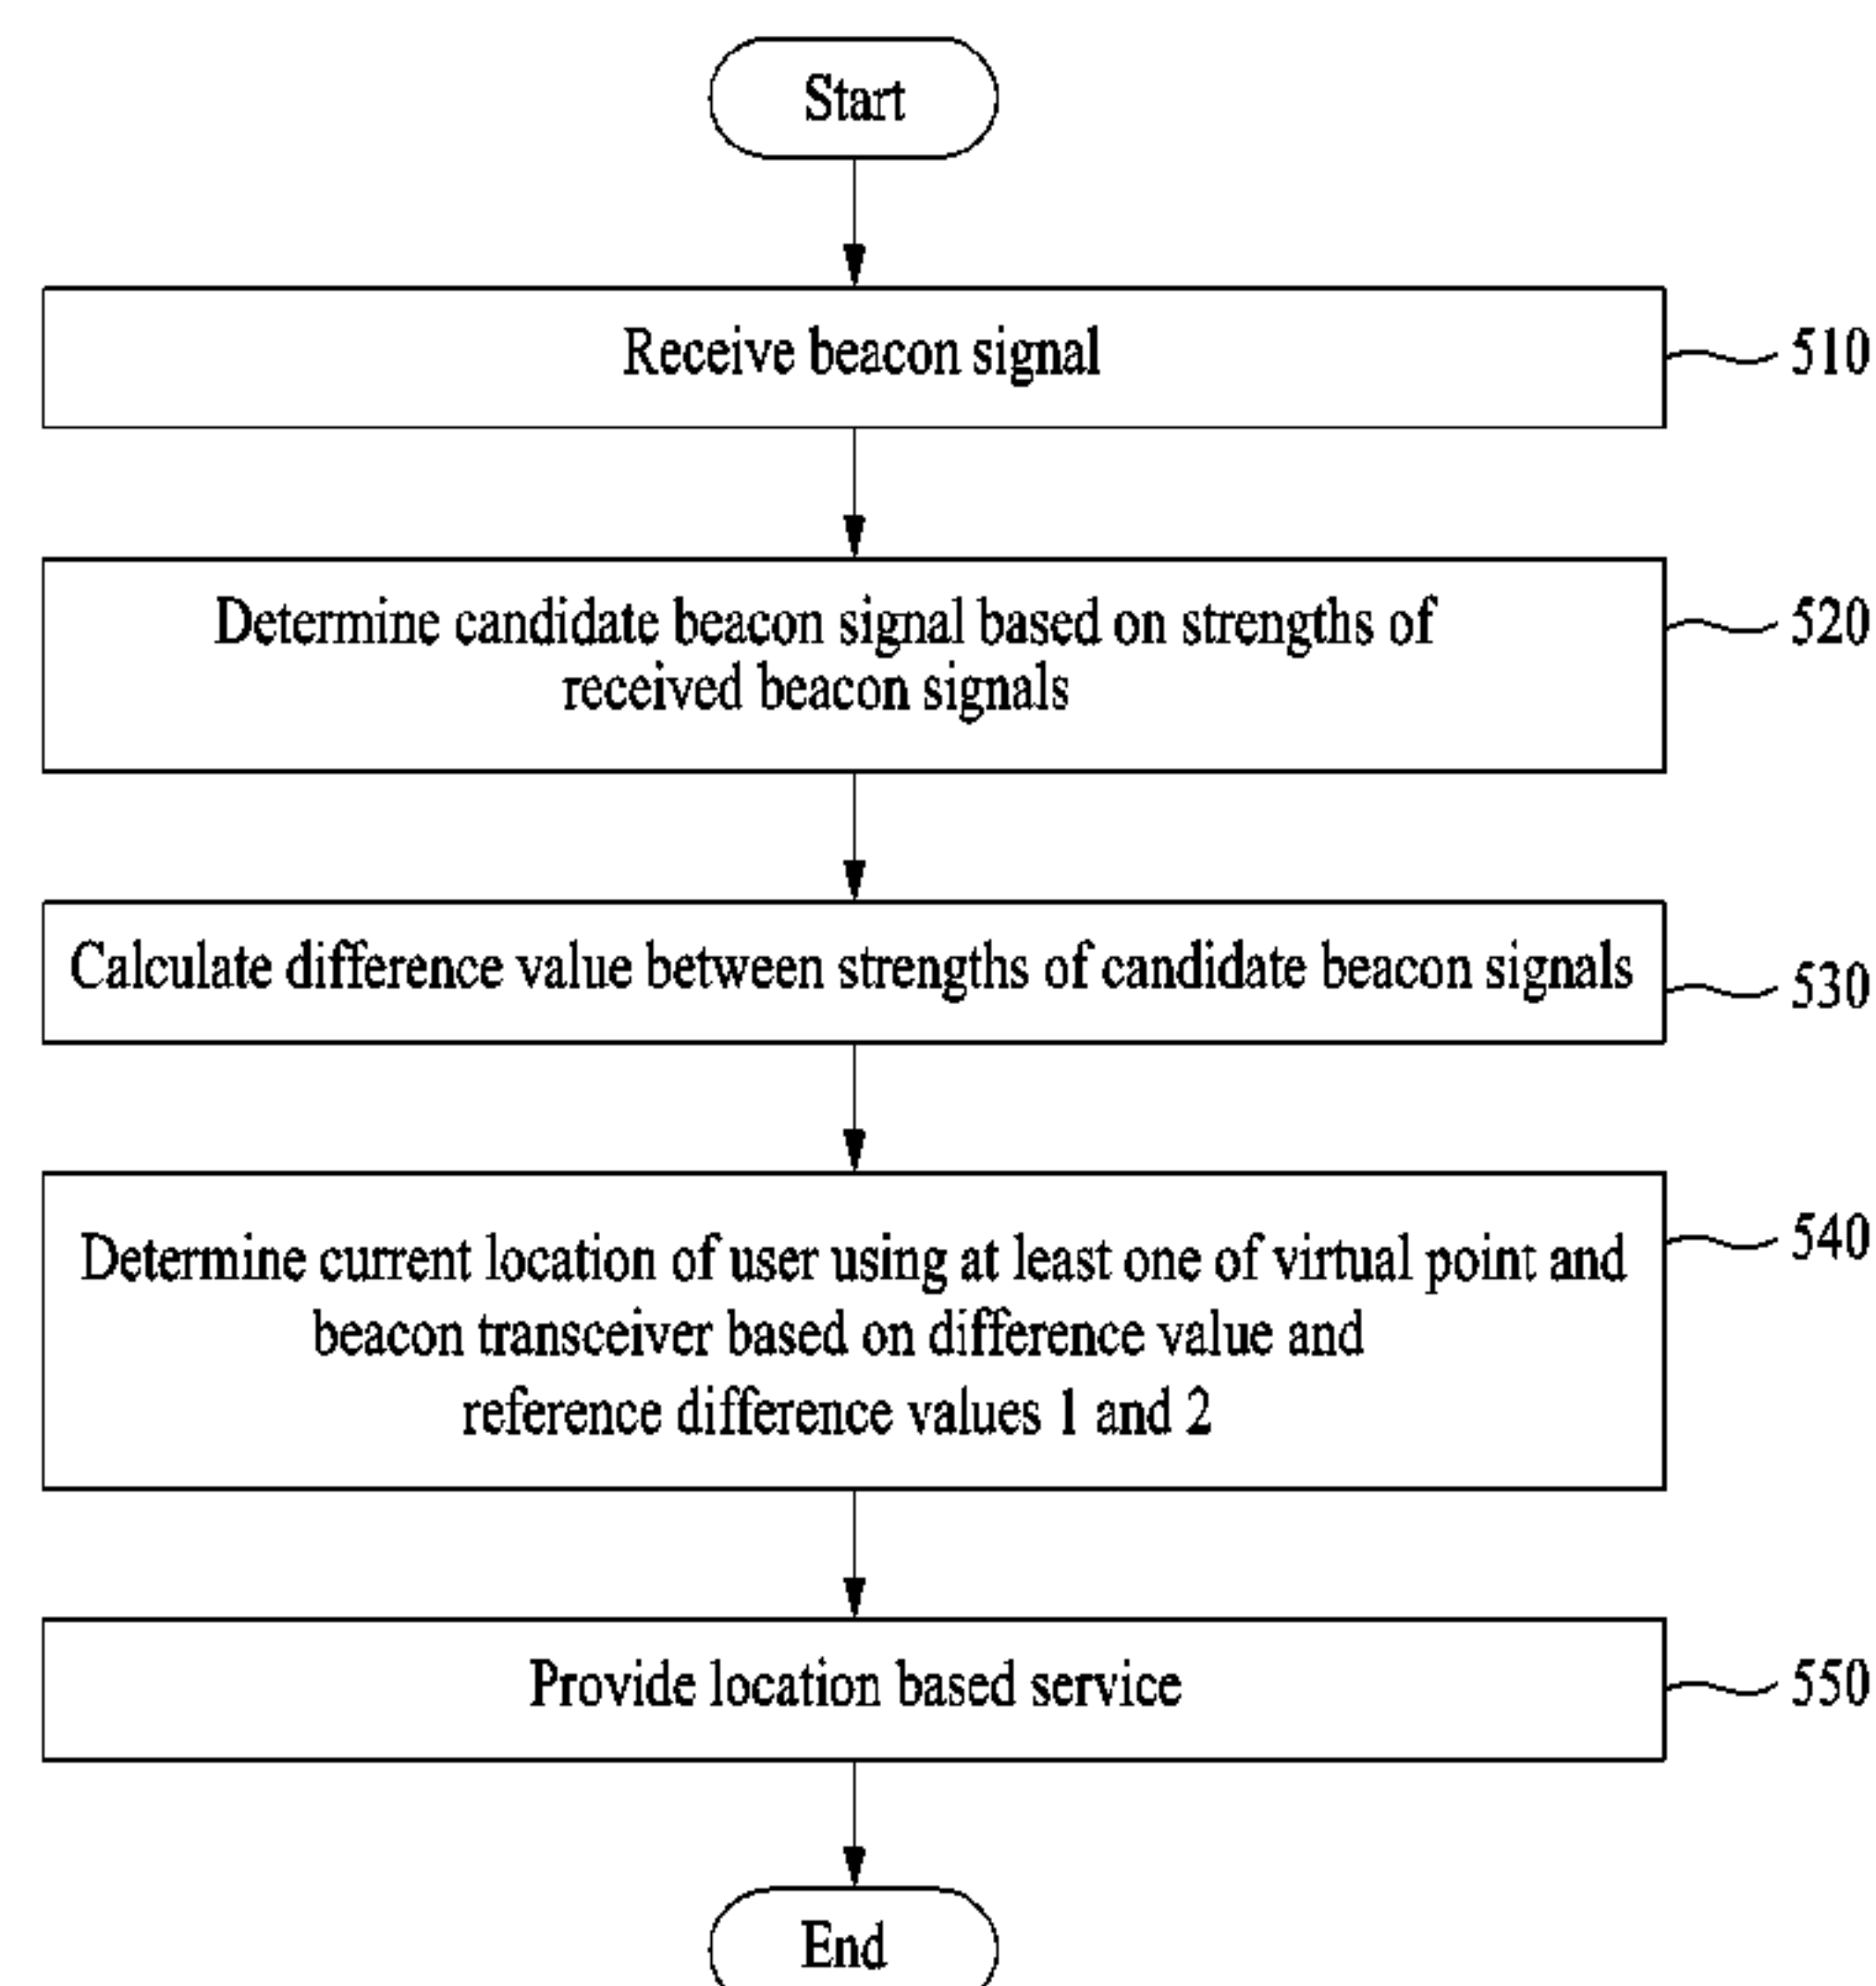 Start
Receive beacon signal
510
Determine candidate beacon signal based on strengths of
received beacon signals
520
Calculate difference value between strengths of candidate beacon signals
530
Determine current location of user using at least one of virtual point and
beacon transceiver based on difference value and
reference difference values 1 and 2
540
Provide location based service
550
End